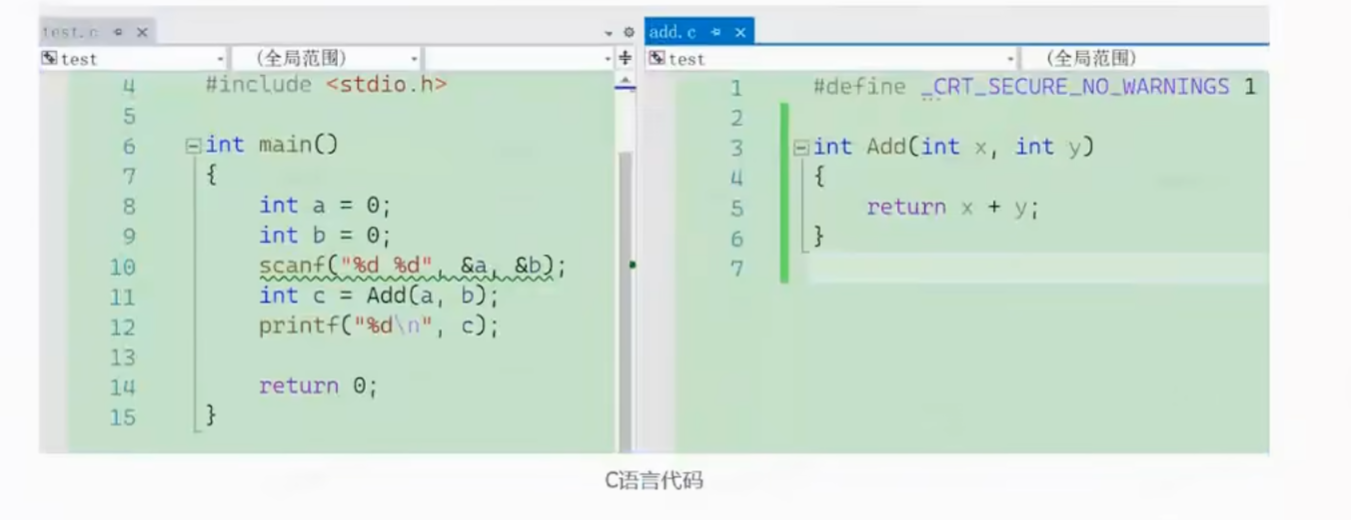 test.c
test (全局范围)
4 #include <stdio.h>
5
6 int main()
7 {
8 int a = 0;
9 int b = 0;
10 scanf("%d %d", &a, &b);
11 int c = Add(a, b);
12 printf("%d\n", c);
13
14 return 0;
15 }
add.c
test (全局范围)
1 #define _CRT_SECURE_NO_WARNINGS 1
2
3 int Add(int x, int y)
4 {
5 return x + y;
6 }
7
C语言代码